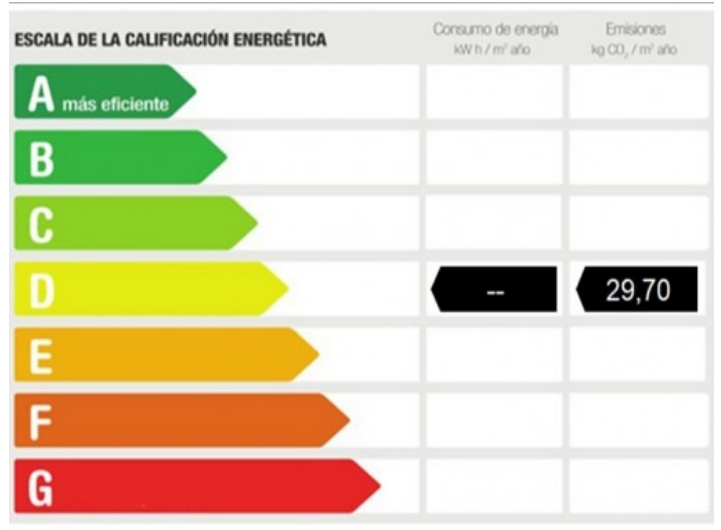 ESCALA DE LA CALIFICACIÓN ENERGÉTICA
Consumo de energía
kW h / m² año
Emisiones
kg CO₂ / m² año
A más eficiente
B
C
D
--
29,70
E
F
G